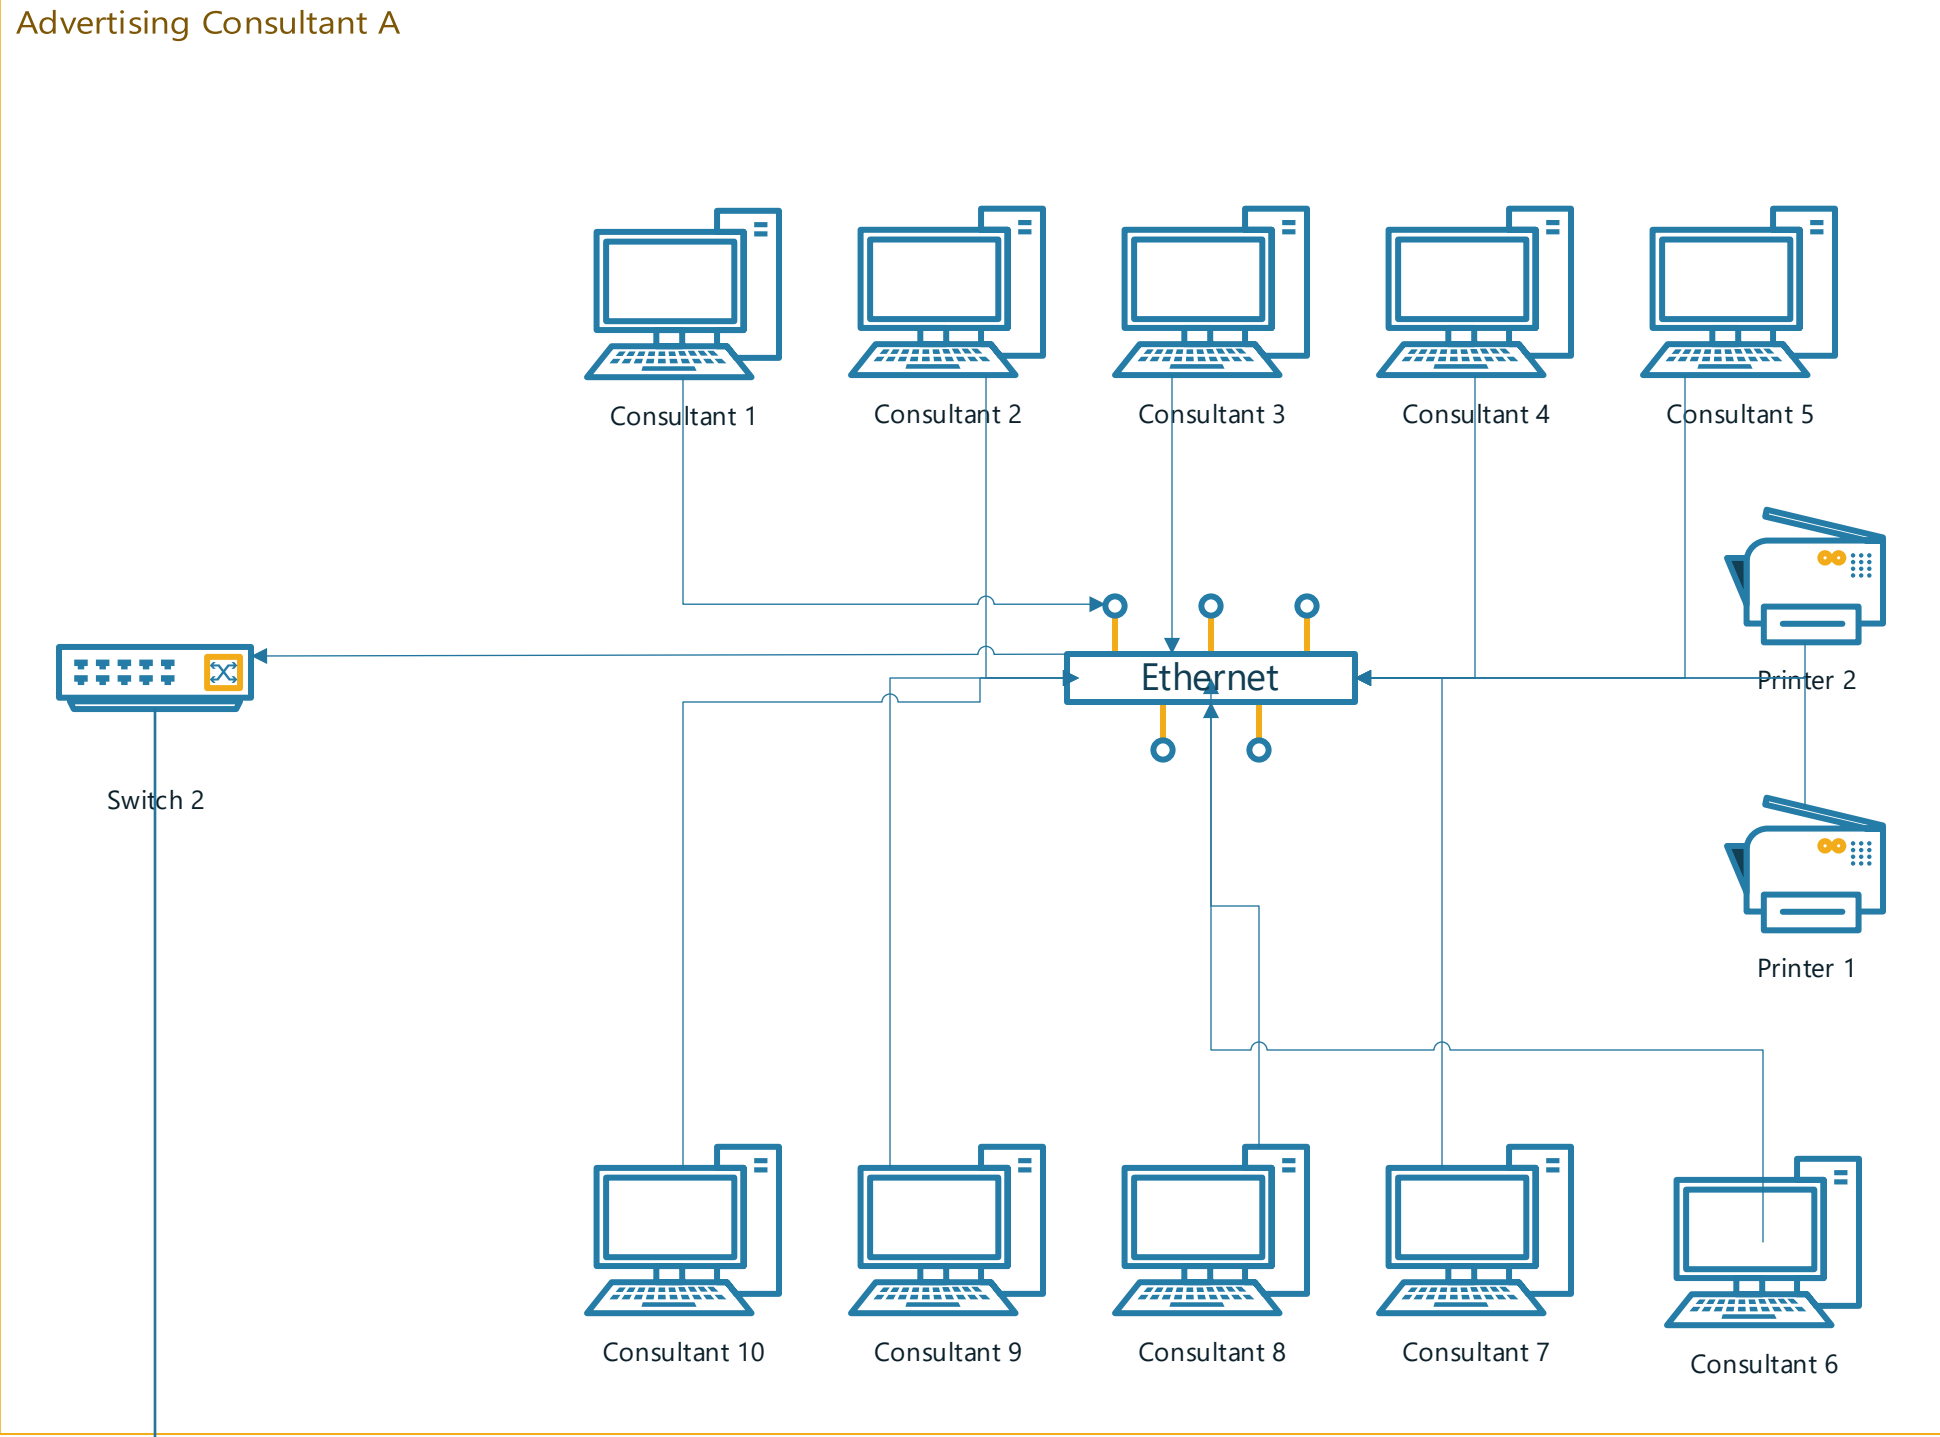 Advertising Consultant A
Consultant 1
Consultant 2
Consultant 3
Consultant 4
Consultant 5
Ethernet
Printer 2
Switch 2
Printer 1
Consultant 10
Consultant 9
Consultant 8
Consultant 7
Consultant 6